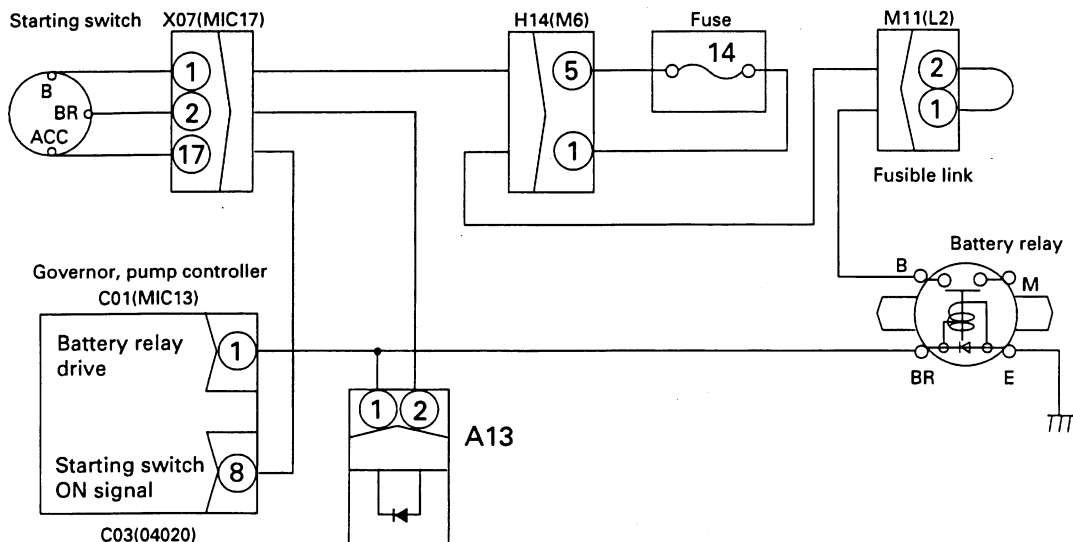 Starting switch
X07(MIC17)
H14(M6)
Fuse
M11(L2)
B
BR
ACC
1
2
17
5
1
14
2
1
Fusible link
Battery relay
B
M
BR
E
Governor, pump controller
C01(MIC13)
Battery relay
drive
1
Starting switch
ON signal
8
C03(04020)
1
2
A13